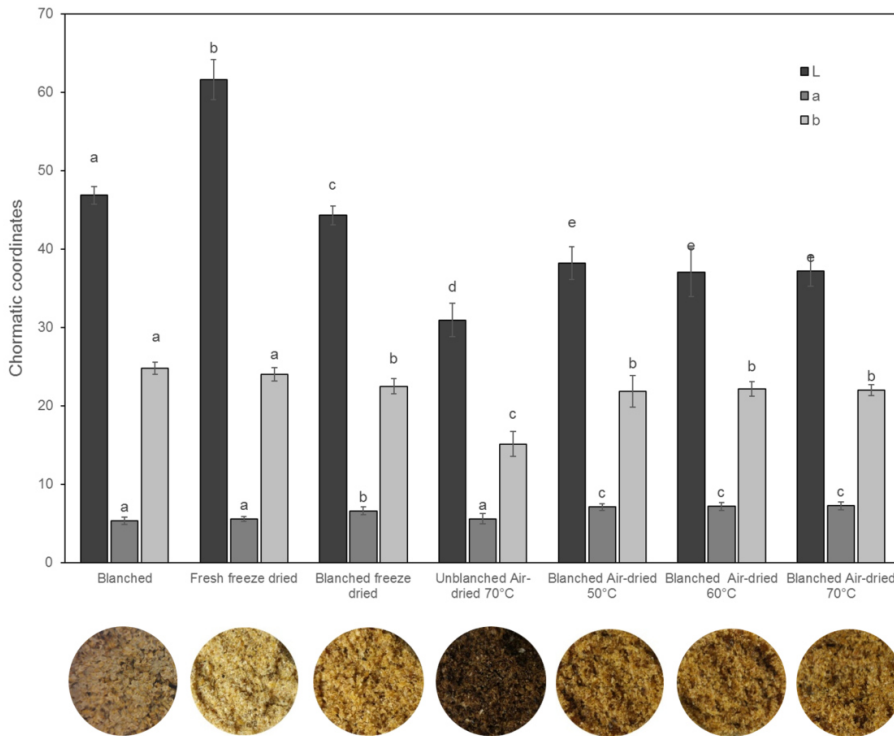 70
60
50
40
30
20
10
0
Chormatic coordinates
L
a
b
a
a
a
b
a
a
c
b
b
d
a
c
e
c
b
e
c
b
e
c
b
Blanched
Fresh freeze dried
Blanched freeze
dried
Unblanched Air-
dried 70°C
Blanched Air-dried
50°C
Blanched Air-dried
60°C
Blanched Air-dried
70°C